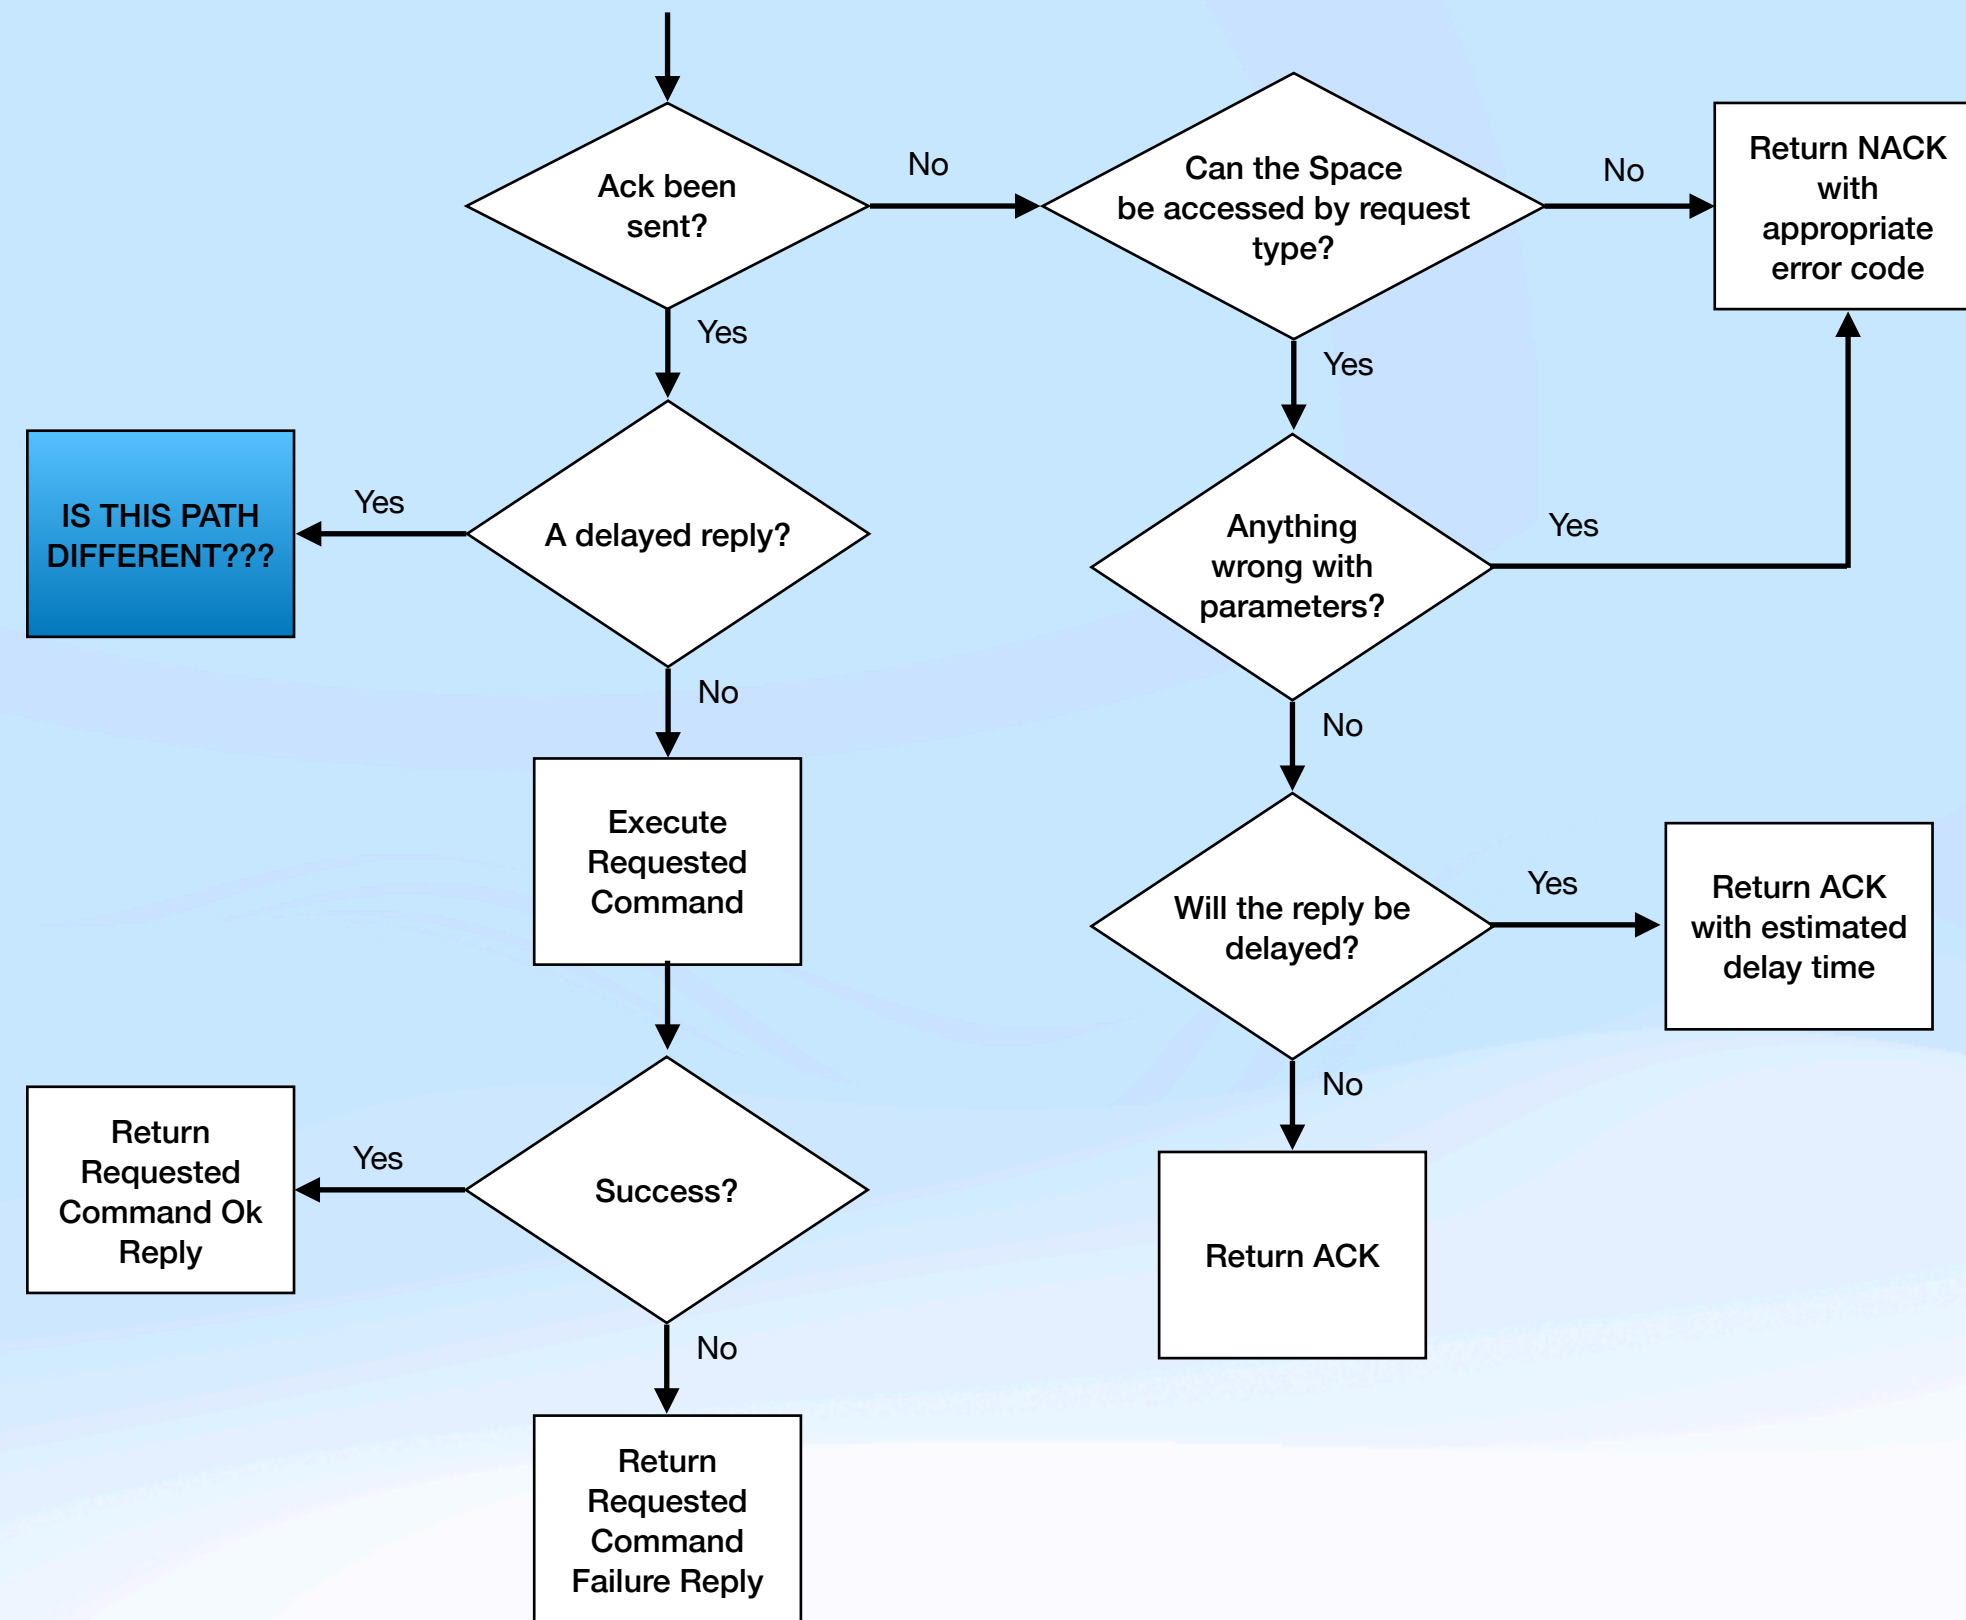 Ack been
sent?
No
Can the Space
be accessed by request
type?
No
Return NACK
with
appropriate
error code
Yes
Yes
IS THIS PATH
DIFFERENT???
Yes
A delayed reply?
Anything
wrong with
parameters?
Yes
No
No
Execute
Requested
Command
Will the reply be
delayed?
Yes
Return ACK
with estimated
delay time
No
Return
Requested
Command Ok
Reply
Yes
Success?
Return ACK
No
Return
Requested
Command
Failure Reply